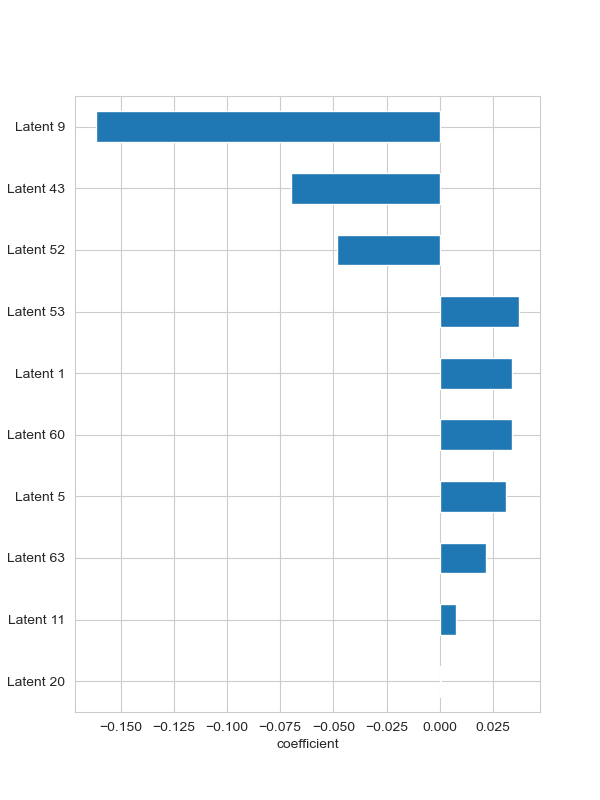 Latent 9
Latent 43
Latent 52
Latent 53
Latent 1
Latent 60
Latent 5
Latent 63
Latent 11
Latent 20
−0.150 −0.125 −0.100 −0.075 −0.050 −0.025 0.000 0.025
coefficient